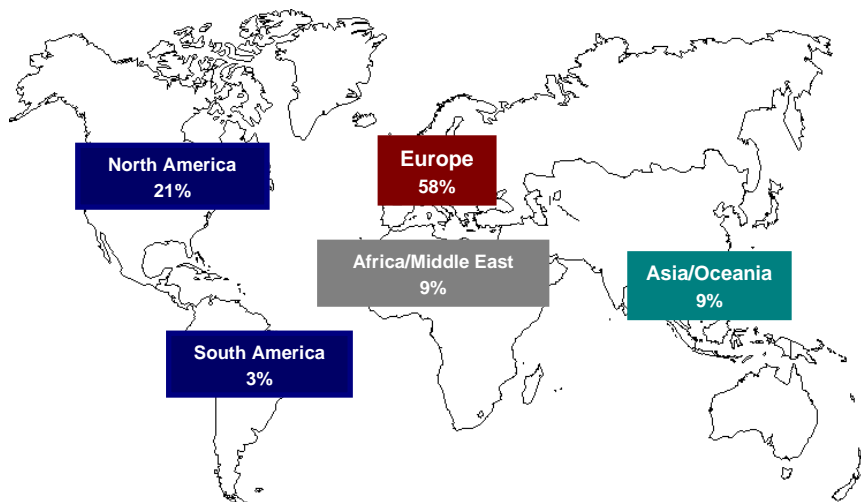 North America
21%
Europe
58%
Africa/Middle East
9%
Asia/Oceania
9%
South America
3%